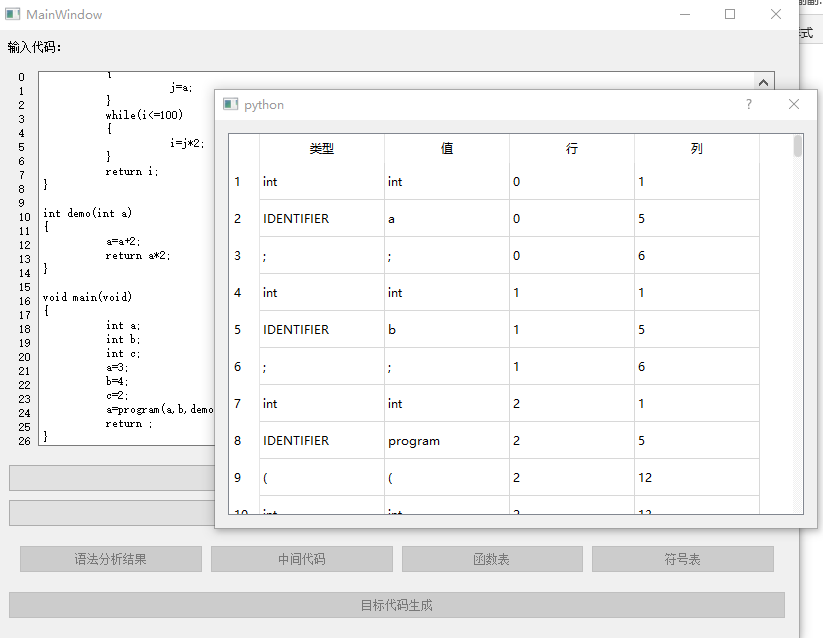 MainWindow
输入代码:
0
1
2
3
4
5
6
7
8
9
10
11
12
13
14
15
16
17
18
19
20
21
22
23
24
25
26
{
j=a;
}
while(i<=100)
{
i=j*2;
}
return i;
}
int demo(int a)
{
a=a+2;
return a*2;
}
void main(void)
{
int a;
int b;
int c;
a=3;
b=4;
c=2;
a=program(a,b,demo
return ;
}
python
类型 值 行 列
1 int int 0 1
2 IDENTIFIER a 0 5
3 ; ; 0 6
4 int int 1 1
5 IDENTIFIER b 1 5
6 ; ; 1 6
7 int int 2 1
8 IDENTIFIER program 2 5
9 ( ( 2 12
10 int int 2 13
语法分析结果 中间代码 函数表 符号表
目标代码生成
式